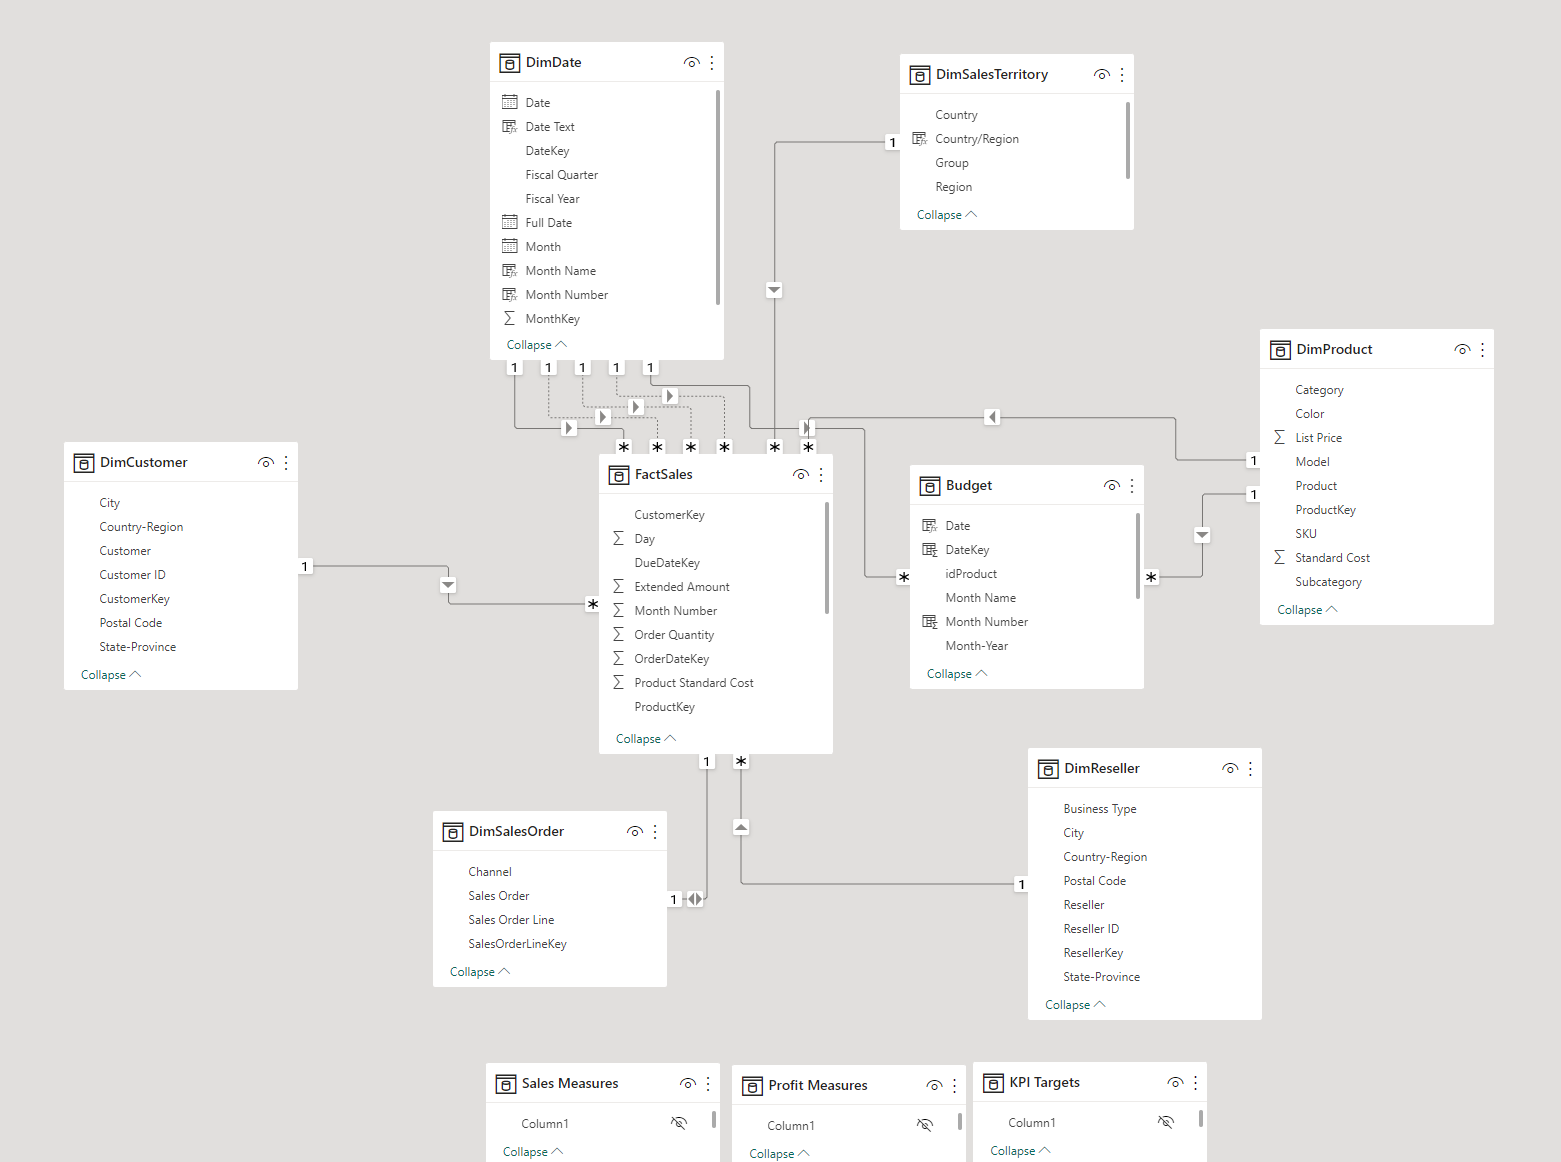 DimDate
Date
Date Text
DateKey
Fiscal Quarter
Fiscal Year
Full Date
Month
Month Name
Month Number
MonthKey
Collapse
1
1
1
1
1
DimSalesTerritory
Country
Country/Region
Group
Region
Collapse
1
DimProduct
Category
Color
List Price
Model
Product
ProductKey
SKU
Standard Cost
Subcategory
Collapse
1
1
DimCustomer
City
Country-Region
Customer
Customer ID
CustomerKey
Postal Code
State-Province
Collapse
1
*
*
*
*
*
*
*
FactSales
CustomerKey
Day
DueDateKey
Extended Amount
Month Number
Order Quantity
OrderDateKey
Product Standard Cost
ProductKey
Collapse
1
*
Budget
Date
DateKey
idProduct
Month Name
Month Number
Month-Year
Collapse
*
*
DimSalesOrder
Channel
Sales Order
Sales Order Line
SalesOrderLineKey
Collapse
1
DimReseller
Business Type
City
Country-Region
Postal Code
Reseller
Reseller ID
ResellerKey
State-Province
Collapse
1
Sales Measures
Column1
Collapse
Profit Measures
Column1
Collapse
KPI Targets
Column1
Collapse